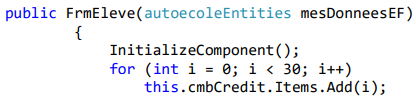 public FrmEleve(autoecoleEntities mesDonneesEF)
{
InitializeComponent();
for (int i = 0; i < 30; i++)
this.cmbCredit.Items.Add(i);